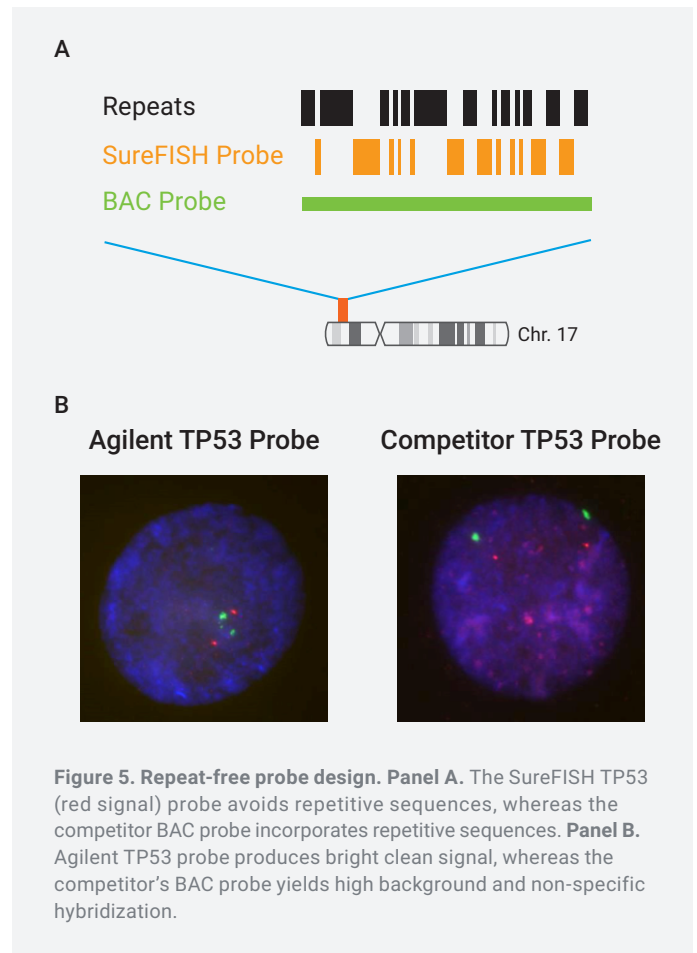 A
Repeats
SureFISH Probe
BAC Probe
Chr. 17
B
Agilent TP53 Probe
Competitor TP53 Probe
Figure 5. Repeat-free probe design. Panel A. The SureFISH TP53
(red signal) probe avoids repetitive sequences, whereas the
competitor BAC probe incorporates repetitive sequences. Panel B.
Agilent TP53 probe produces bright clean signal, whereas the
competitor’s BAC probe yields high background and non-specific
hybridization.